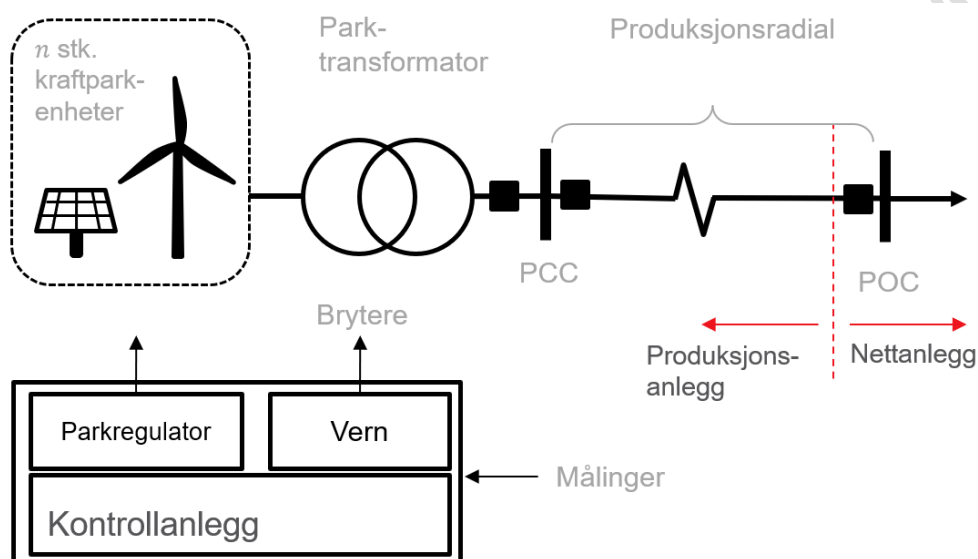 n stk.
kraftpark-
enheter
Park-
transformator
Produksjonsradial
PCC
POC
Brytere
Produksjons-
anlegg
Nettanlegg
Parkregulator
Vern
Målinger
Kontrollanlegg